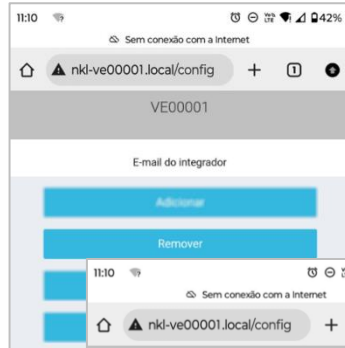 11:10 42%
Sem conexão com a Internet
nkl-ve00001.local/config 1
VE00001
E-mail do integrador
Adicionar
Remover
11:10
Sem conexão com a Internet
nkl-ve00001.local/config